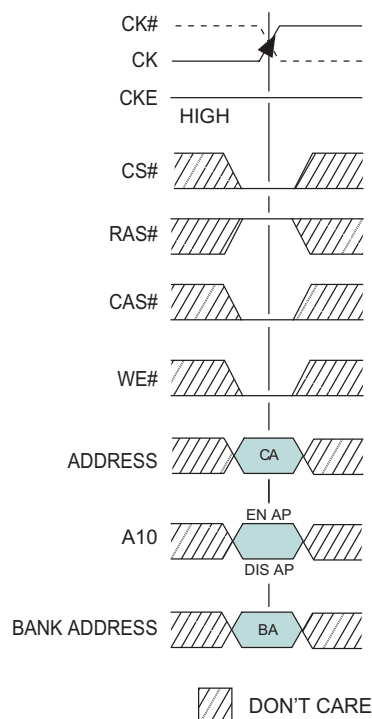 CK#
CK
CKE
HIGH
CS#
RAS#
CAS#
WE#
ADDRESS
CA
EN AP
A10
DIS AP
BANK ADDRESS
BA
DON'T CARE